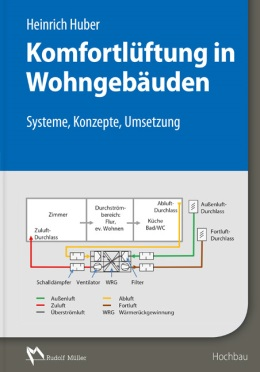 Heinrich Huber
Komfortlüftung in
Wohngebäuden
Systeme, Konzepte, Umsetzung
Zimmer
Durchström-
bereich:
Flur,
ev. Wohnen
Abluft-
Durchlass
Küche
Bad/WC
Zuluft-
Durchlass
Außenluft-
Durchlass
Fortluft-
Durchlass
Schalldämpfer Ventilator WRG Filter
Außenluft
Zuluft
Überströmluft
Abluft
Fortluft
WRG Wärmerückgewinnung
Rudolf Müller
Hochbau